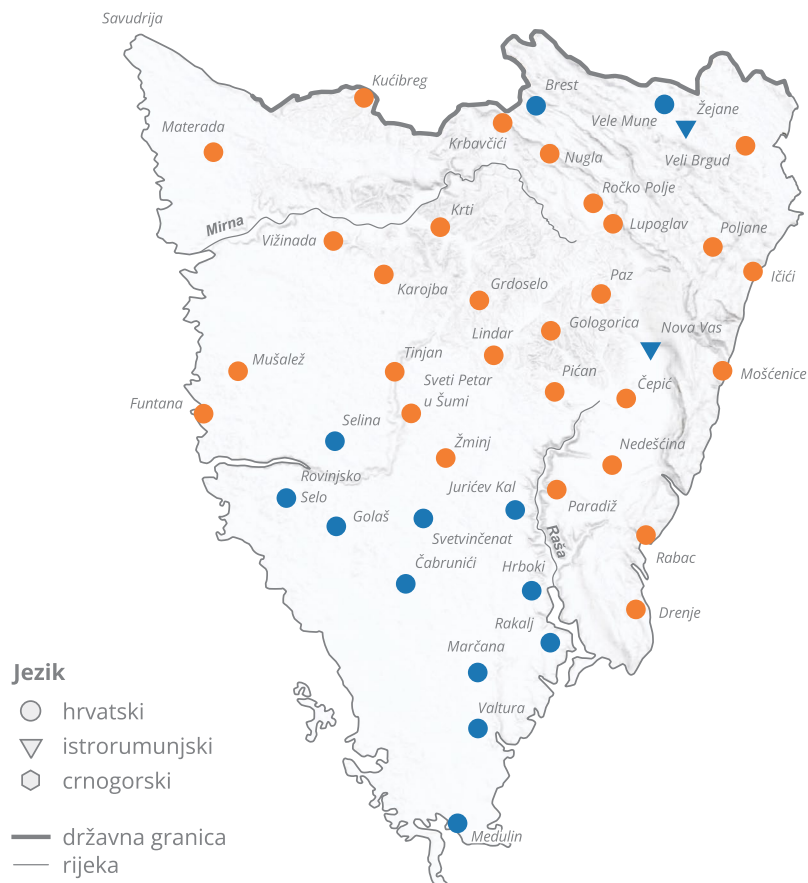 Savudrija
Kućibreg
Brest
Žejane
Vele Mune
Materada
Krbavčići
Nugla
Veli Brgud
Ročko Polje
Krti
Mirna
Lupoglav
Poljane
Vižinada
Karojba
Grdoselo
Paz
Ičići
Gologorica
Nova Vas
Lindar
Mušalež
Tinjan
Pićan
Čepić
Mošćenice
Sveti Petar
u Šumi
Funtana
Selina
Žminj
Nedešćina
Rovinjsko
Selo
Jurićev Kal
Paradiž
Golaš
Svetvinčenat
Raša
Rabac
Čabrunići
Hrboki
Rakalj
Drenje
Marčana
Valtura
Medulin
Jezik
hrvatski
istrorumunjski
crnogorski
državna granica
rijeka